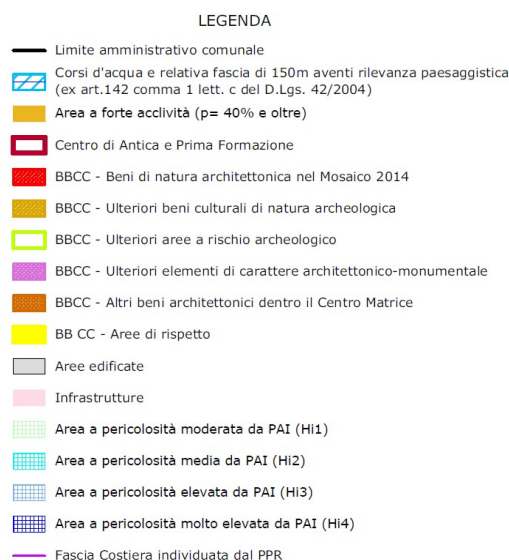 LEGENDA
Limite amministrativo comunale
Corsi d'acqua e relativa fascia di 150m aventi rilevanza paesaggistica
(ex art.142 comma 1 lett. c del D.Lgs. 42/2004)
Area a forte acclività (p= 40% e oltre)
Centro di Antica e Prima Formazione
BBCC - Beni di natura architettonica nel Mosaico 2014
BBCC - Ulteriori beni culturali di natura archeologica
BBCC - Ulteriori aree a rischio archeologico
BBCC - Ulteriori elementi di carattere architettonico-monumentale
BBCC - Altri beni architettonici dentro il Centro Matrice
BB CC - Aree di rispetto
Aree edificate
Infrastrutture
Area a pericolosità moderata da PAI (Hi1)
Area a pericolosità media da PAI (Hi2)
Area a pericolosità elevata da PAI (Hi3)
Area a pericolosità molto elevata da PAI (Hi4)
Fascia Costiera individuata dal PPR